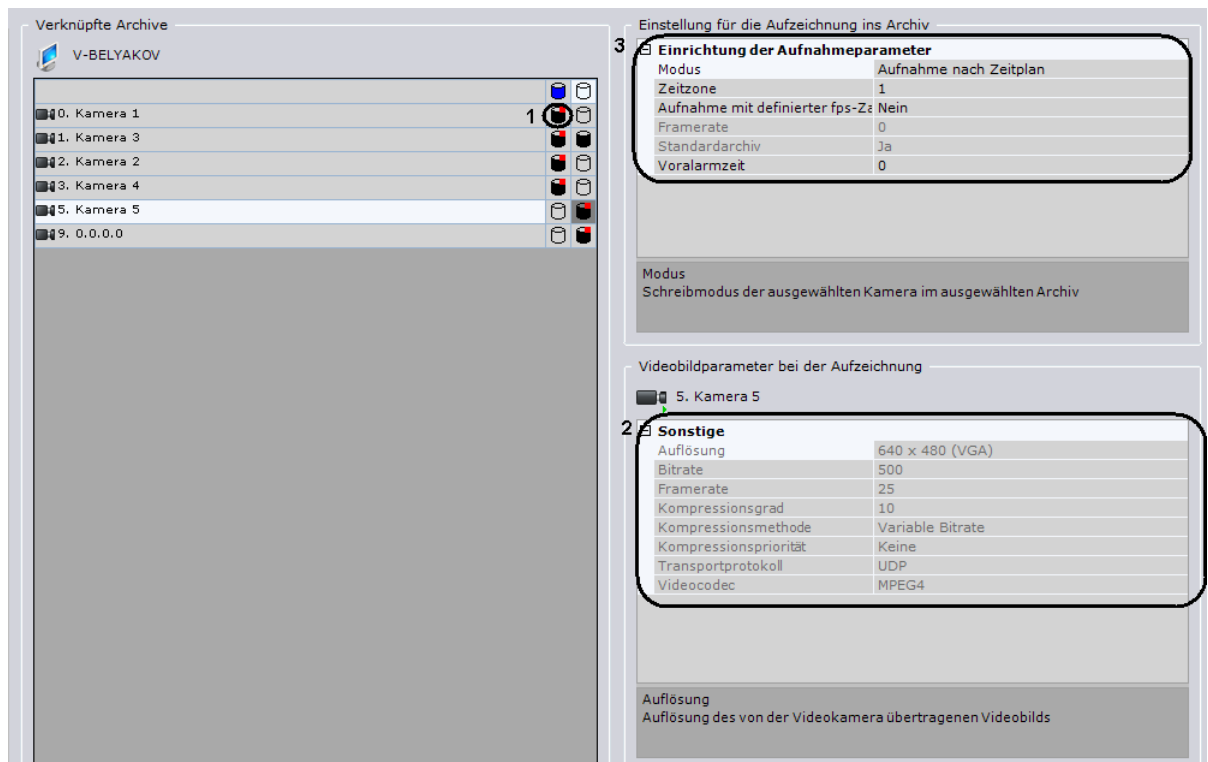 Verknüpfte Archive
V-BELYAKOV
0. Kamera 1
1
1. Kamera 3
2. Kamera 2
3. Kamera 4
5. Kamera 5
9. 0.0.0.0
Einstellung für die Aufzeichnung ins Archiv
3
Einrichtung der Aufnahmeparameter
Modus Aufnahme nach Zeitplan
Zeitzone 1
Aufnahme mit definierter fps-Za Nein
Framerate 0
Standardarchiv Ja
Voralarmzeit 0
Modus
Schreibmodus der ausgewählten Kamera im ausgewählten Archiv
Videobildparameter bei der Aufzeichnung
5. Kamera 5
2
Sonstige
Auflösung 640 x 480 (VGA)
Bitrate 500
Framerate 25
Kompressionsgrad 10
Kompressionsmethode Variable Bitrate
Kompressionspriorität Keine
Transportprotokoll UDP
Videocodec MPEG4
Auflösung
Auflösung des von der Videokamera übertragenen Videobilds